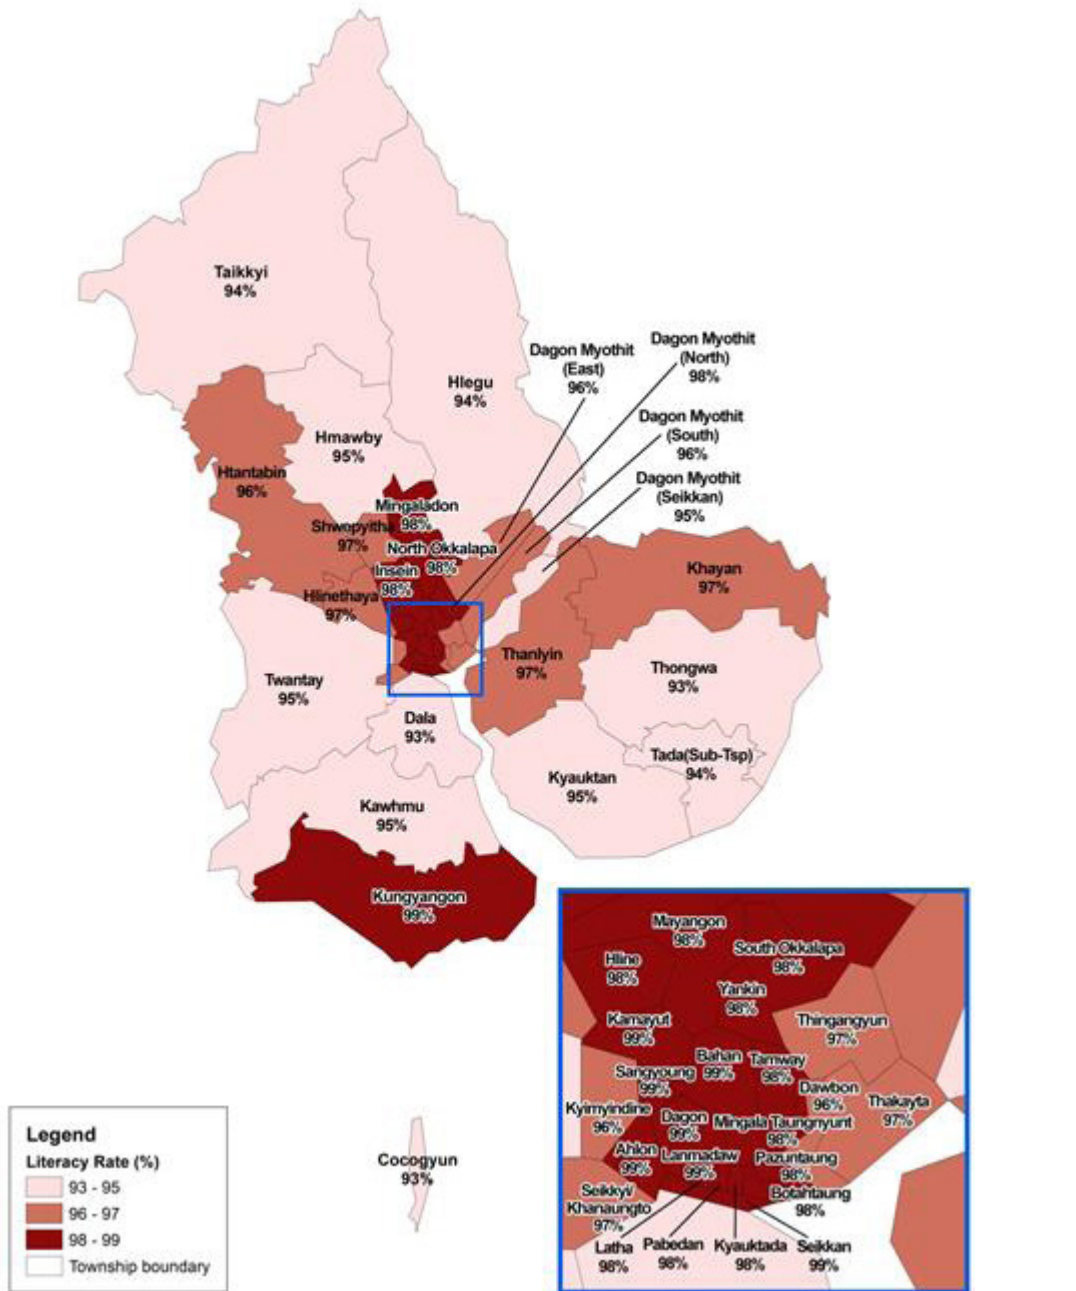 Taikkyi
94%
Hlegu
94%
Dagon Myothit
(East)
96%
Dagon Myothit
(North)
98%
Dagon Myothit
(South)
96%
Dagon Myothit
(Seikkan)
95%
Hmawby
95%
Htantabin
96%
Mingaladon
98%
Shwepyitha
97%
North Okkalapa
98%
Insein
98%
Hlinethaya
97%
Khayan
97%
Thanlyin
97%
Thongwa
93%
Twantay
95%
Dala
93%
Tada(Sub-Tsp)
94%
Kyauktan
95%
Kawhmu
95%
Kungyangon
99%
Cocogyun
93%
Mayangon
98%
South Okkalapa
98%
Hline
98%
Yankin
98%
Kamayut
99%
Thingangyun
97%
Bahan
99%
Tamway
98%
Sangyoung
99%
Dawbon
96%
Thakayta
97%
Kyimyindine
96%
Dagon
99%
Mingala Taungnyunt
98%
Ahlon
99%
Lanmadaw
99%
Pazuntaung
98%
Seikkyi/
Khanaungto
97%
Botahtaung
98%
Latha
98%
Pabedan
98%
Kyauktada
98%
Seikkan
99%
Legend
Literacy Rate (%)
93 - 95
96 - 97
98 - 99
Township boundary